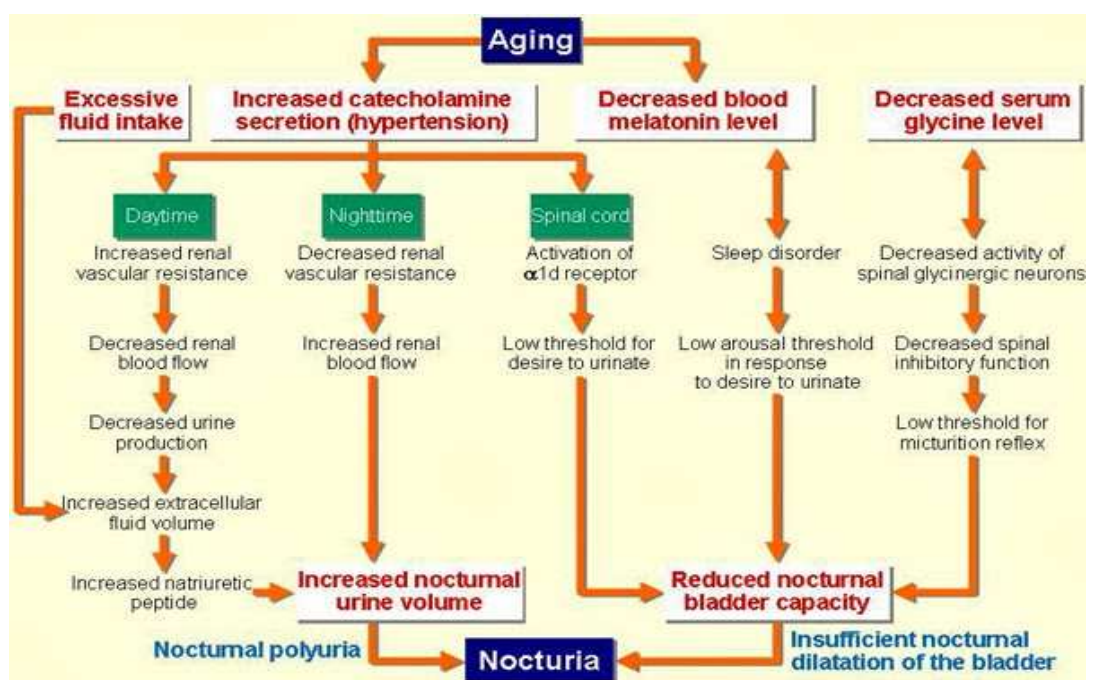 Aging
Excessive
fluid intake
Increased catecholamine
secretion (hypertension)
Decreased blood
melatonin level
Decreased serum
glycine level
Daytime
Nighttime
Spinal cord
Increased renal
vascular resistance
Decreased renal
vascular resistance
Activation of
α1d receptor
Sleep disorder
Decreased activity of
spinal glycinergic neurons
Decreased renal
blood flow
Increased renal
blood flow
Low threshold for
desire to urinate
Low arousal threshold
in response
to desire to urinate
Decreased spinal
inhibitory function
Decreased urine
production
Low threshold for
micturition reflex
Increased extracellular
fluid volume
Increased natriuretic
peptide
Increased nocturnal
urine volume
Reduced nocturnal
bladder capacity
Nocturnal polyuria
Nocturia
Insufficient nocturnal
dilatation of the bladder